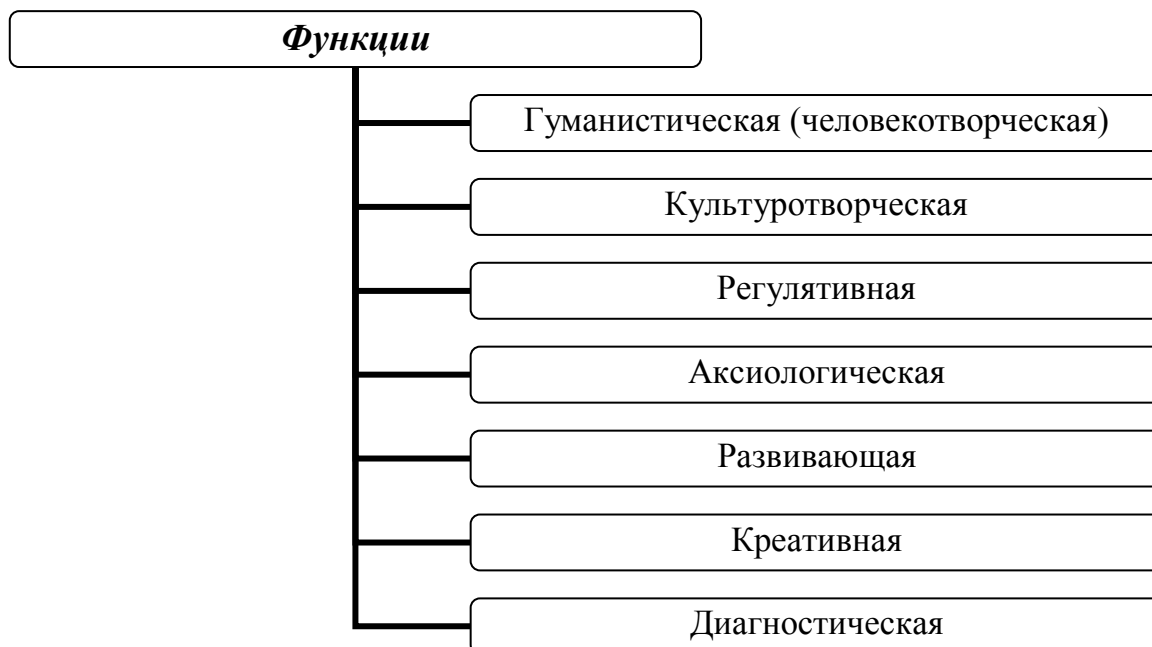 Функции
Гуманистическая (человекотворческая)
Культуротворческая
Регулятивная
Аксиологическая
Развивающая
Креативная
Диагностическая